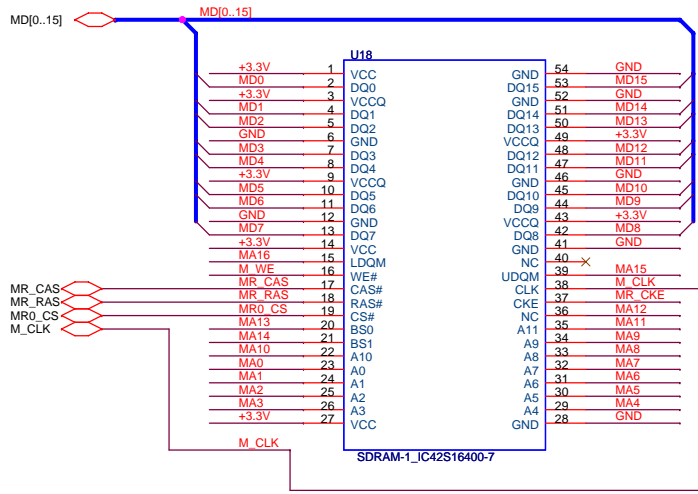 MD[0..15]
MD[0..15]
U18
+3.3V 1 VCC GND 54 GND
MD0 2 DQ0 DQ15 53 MD15
+3.3V 3 VCCQ GND 52 GND
MD1 4 DQ1 DQ14 51 MD14
MD2 5 DQ2 DQ13 50 MD13
GND 6 GND VCCQ 49 +3.3V
MD3 7 DQ3 DQ12 48 MD12
MD4 8 DQ4 DQ11 47 MD11
+3.3V 9 VCCQ GND 46 GND
MD5 10 DQ5 DQ10 45 MD10
MD6 11 DQ6 DQ9 44 MD9
GND 12 GND VCCQ 43 +3.3V
MD7 13 DQ7 DQ8 42 MD8
+3.3V 14 VCC GND 41 GND
MA16 15 LDQM NC 40
M_WE 16 WE# UDQM 39 MA15
MR_CAS MR_CAS 17 CAS# CLK 38 M_CLK
MR_RAS MR_RAS 18 RAS# CKE 37 MR_CKE
MR0_CS MR0_CS 19 CS# NC 36 MA12
M_CLK MA13 20 BS0 A11 35 MA11
MA14 21 BS1 A9 34 MA9
MA10 22 A10 A8 33 MA8
MA0 23 A0 A7 32 MA7
MA1 24 A1 A6 31 MA6
MA2 25 A2 A5 30 MA5
MA3 26 A3 A4 29 MA4
+3.3V 27 VCC GND 28 GND
M_CLK
SDRAM-1_IC42S16400-7